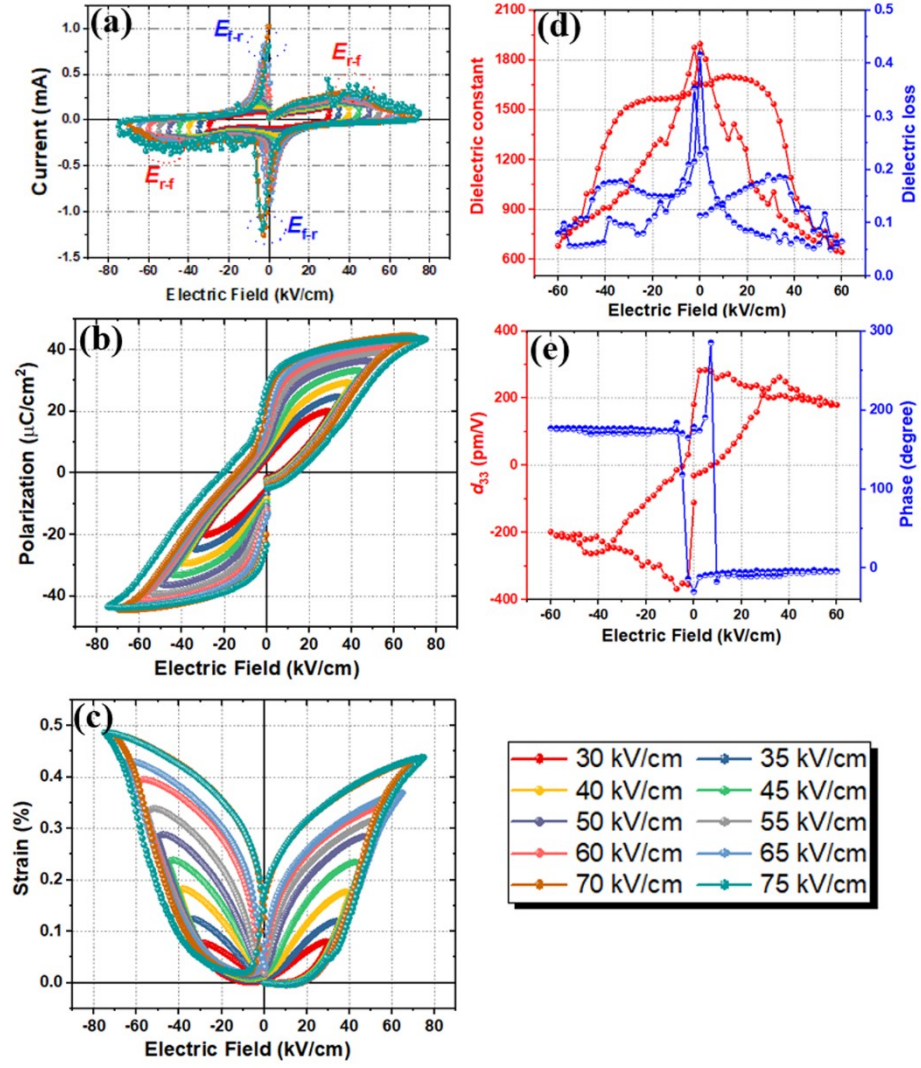 (a)
E_f-r
E_r-f
E_r-f
E_f-r
Current (mA)
1.0
0.5
0.0
-0.5
-1.0
-1.5
-80 -60 -40 -20 0 20 40 60 80
Electric Field (kV/cm)
(b)
Polarization (μC/cm²)
40
20
0
-20
-40
-80 -60 -40 -20 0 20 40 60 80
Electric Field (kV/cm)
(c)
Strain (%)
0.5
0.4
0.3
0.2
0.1
0.0
-80 -40 0 40 80
Electric Field (kV/cm)
(d)
Dielectric constant
2100
1800
1500
1200
900
600
Dielectric loss
0.5
0.4
0.3
0.2
0.1
0.0
-60 -40 -20 0 20 40 60
Electric Field (kV/cm)
(e)
d33 (pm/V)
400
200
0
-200
-400
Phase (degree)
300
200
100
0
-60 -40 -20 0 20 40 60
Electric Field (kV/cm)
30 kV/cm 35 kV/cm
40 kV/cm 45 kV/cm
50 kV/cm 55 kV/cm
60 kV/cm 65 kV/cm
70 kV/cm 75 kV/cm